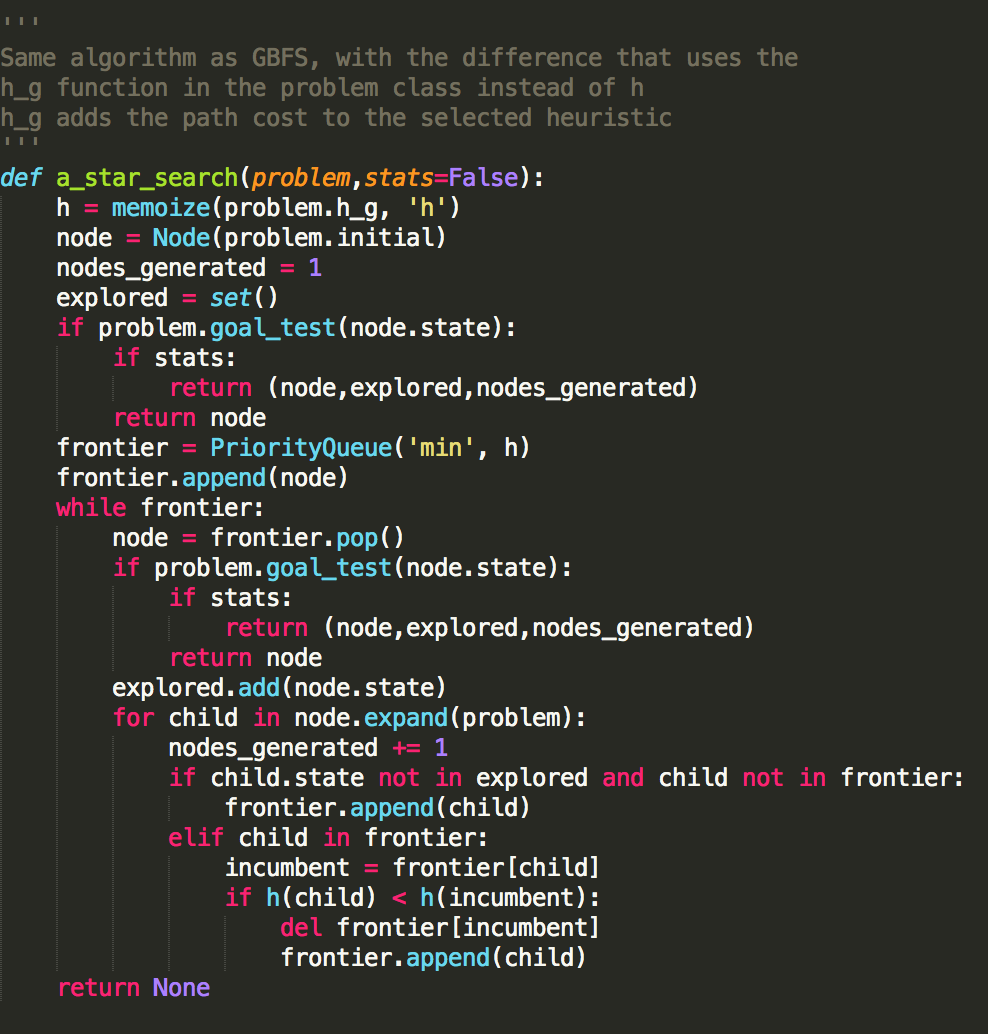 '''
Same algorithm as GBFS, with the difference that uses the
h_g function in the problem class instead of h
h_g adds the path cost to the selected heuristic
'''
def a_star_search(problem,stats=False):
    h = memoize(problem.h_g, 'h')
    node = Node(problem.initial)
    nodes_generated = 1
    explored = set()
    if problem.goal_test(node.state):
        if stats:
            return (node,explored,nodes_generated)
        return node
    frontier = PriorityQueue('min', h)
    frontier.append(node)
    while frontier:
        node = frontier.pop()
        if problem.goal_test(node.state):
            if stats:
                return (node,explored,nodes_generated)
            return node
        explored.add(node.state)
        for child in node.expand(problem):
            nodes_generated += 1
            if child.state not in explored and child not in frontier:
                frontier.append(child)
            elif child in frontier:
                incumbent = frontier[child]
                if h(child) < h(incumbent):
                    del frontier[incumbent]
                    frontier.append(child)
    return None